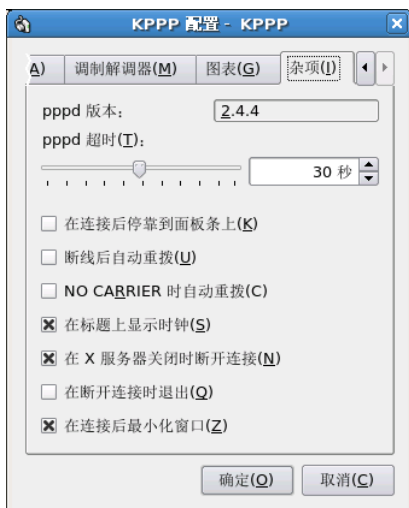 KPPP 配置 - KPPP
A) 调制解调器(M) 图表(G) 杂项(I)
pppd 版本: 2.4.4
pppd 超时(T):
30 秒
在连接后停靠到面板条上(K)
断线后自动重拨(U)
NO CARRIER 时自动重拨(C)
在标题上显示时钟(S)
在 X 服务器关闭时断开连接(N)
在断开连接时退出(Q)
在连接后最小化窗口(Z)
确定(O) 取消(C)